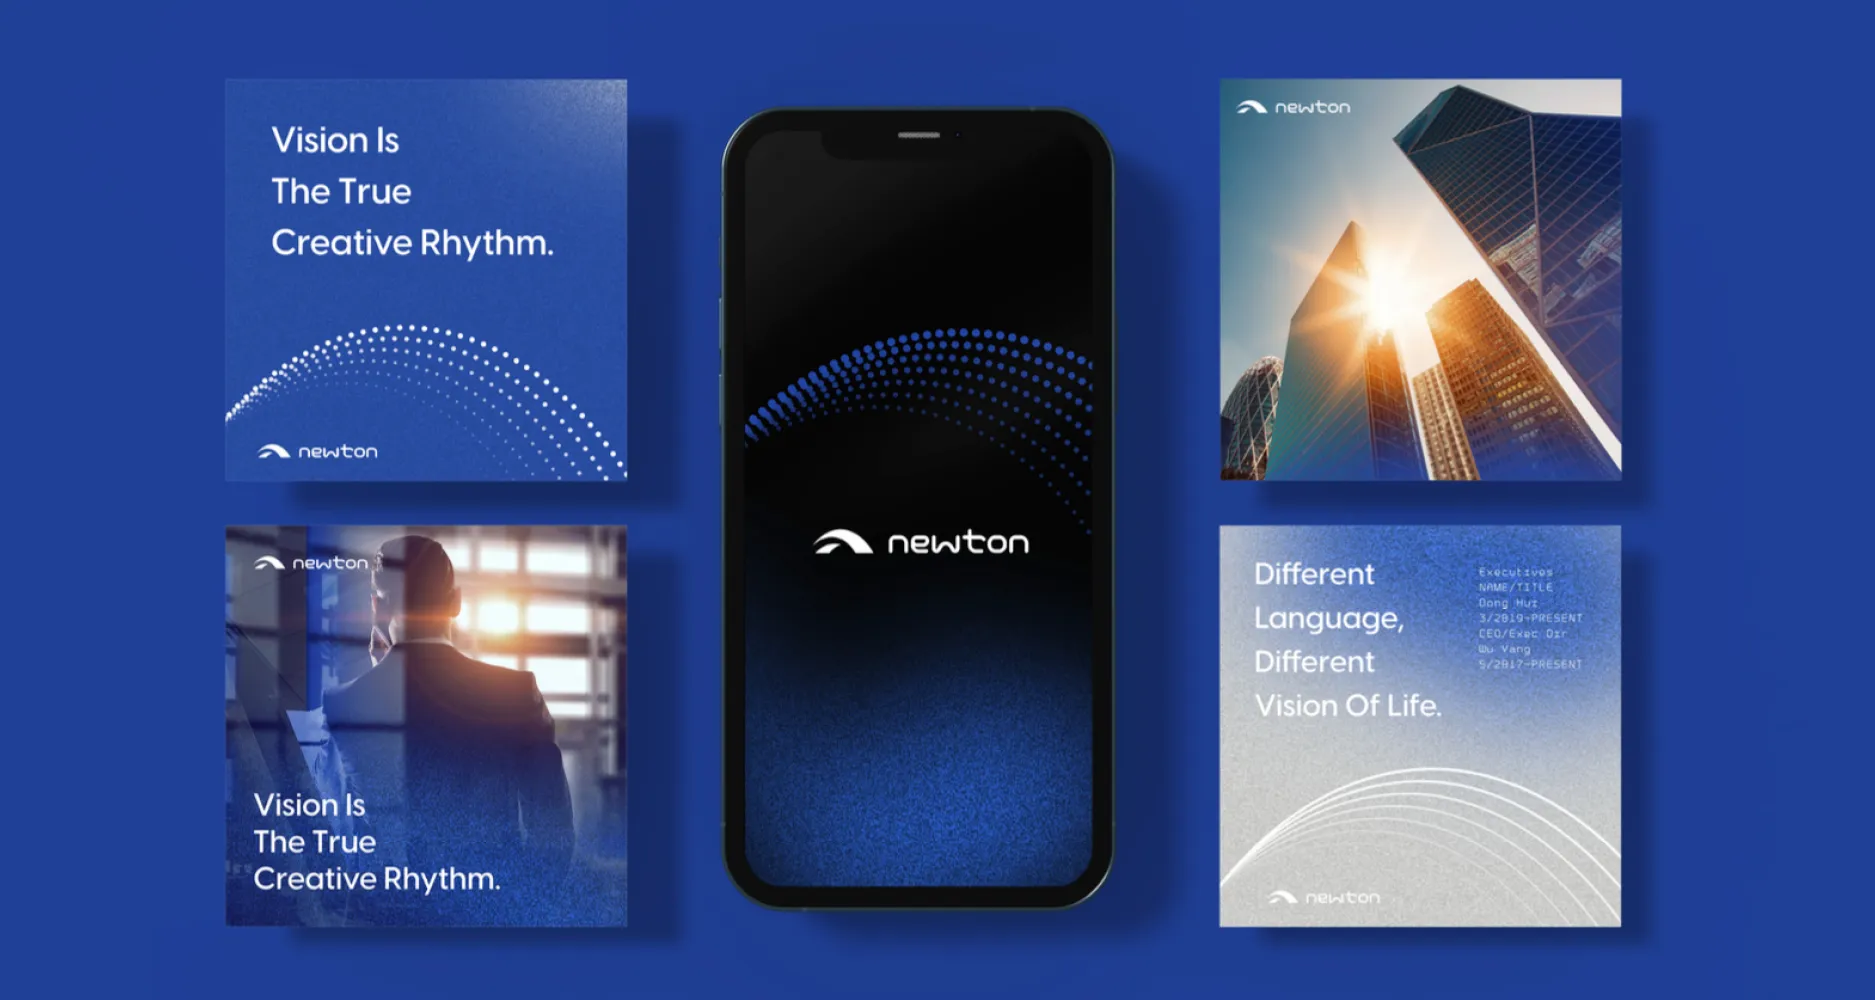 Vision Is
The True
Creative Rhythm.
newton
newton
Vision Is
The True
Creative Rhythm.
newton
newton
Different
Language,
Different
Vision Of Life.
Executives
NAME/TITLE
Dong Hui
3/2019-PRESENT
CEO/Exec Dir
Wu Yang
5/2017-PRESENT
newton